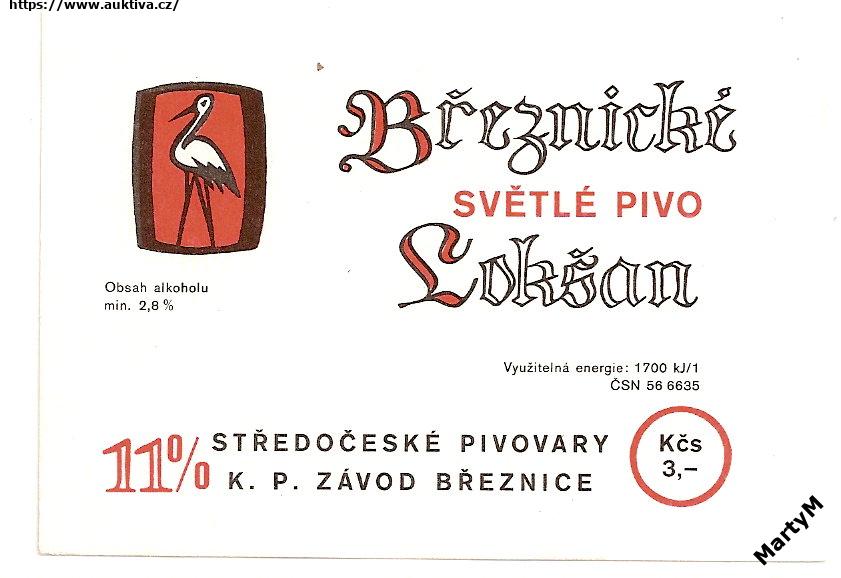 https://www.auktiva.cz/
Březnické
SVĚTLÉ PIVO
Lokšan
Obsah alkoholu
min. 2,8 %
Využitelná energie: 1700 kJ/1
ČSN 56 6635
11%
STŘEDOČESKÉ PIVOVARY
K. P. ZÁVOD BŘEZNICE
Kčs
3,–
MartyM